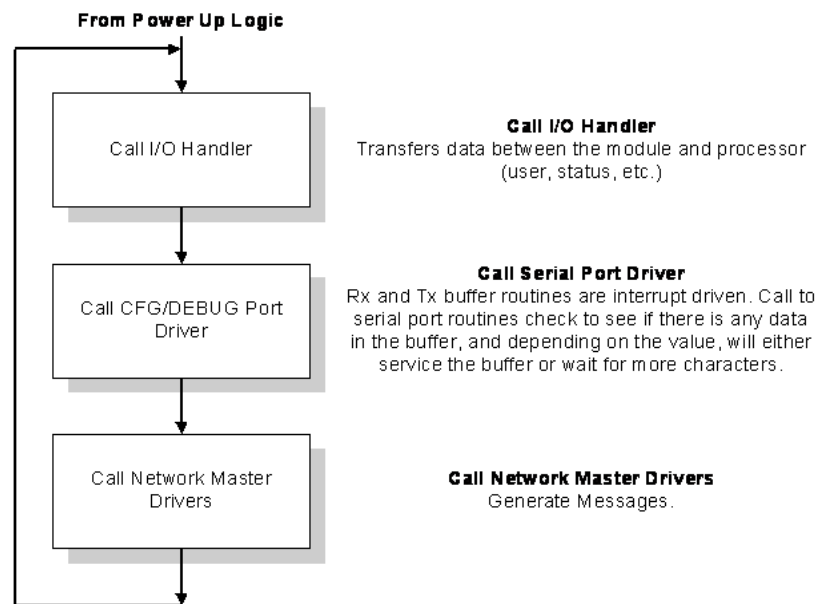 From Power Up Logic
Call I/O Handler
Call I/O Handler
Transfers data between the module and processor
(user, status, etc.)
Call CFG/DEBUG Port
Driver
Call Serial Port Driver
Rx and Tx buffer routines are interrupt driven. Call to
serial port routines check to see if there is any data
in the buffer, and depending on the value, will either
service the buffer or wait for more characters.
Call Network Master
Drivers
Call Network Master Drivers
Generate Messages.